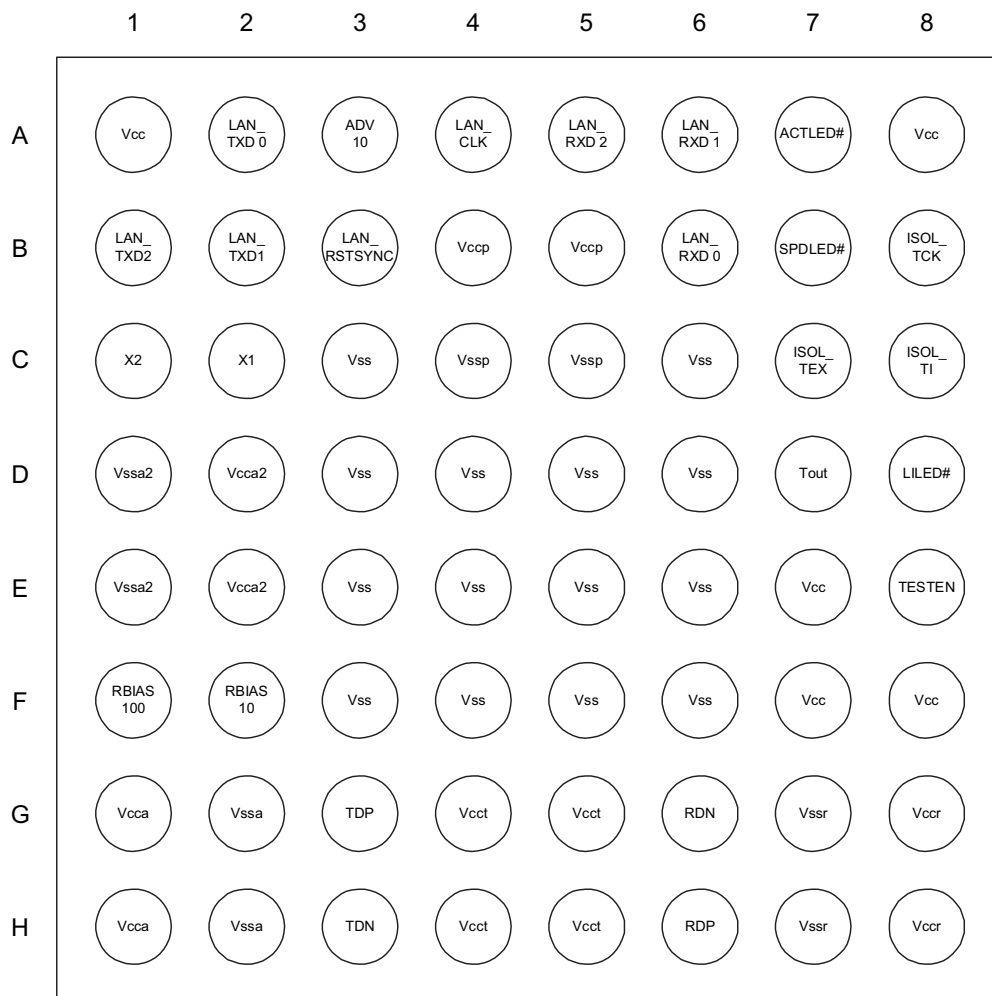 1 2 3 4 5 6 7 8
A Vcc LAN_ TXD 0 ADV 10 LAN_ CLK LAN_ RXD 2 LAN_ RXD 1 ACTLED# Vcc
B LAN_ TXD2 LAN_ TXD1 LAN_ RSTSYNC Vccp Vccp LAN_ RXD 0 SPDLED# ISOL_ TCK
C X2 X1 Vss Vssp Vssp Vss ISOL_ TEX ISOL_ TI
D Vssa2 Vcca2 Vss Vss Vss Vss Tout LILED#
E Vssa2 Vcca2 Vss Vss Vss Vss Vcc TESTEN
F RBIAS 100 RBIAS 10 Vss Vss Vss Vss Vcc Vcc
G Vcca Vssa TDP Vcct Vcct RDN Vssr Vccr
H Vcca Vssa TDN Vcct Vcct RDP Vssr Vccr